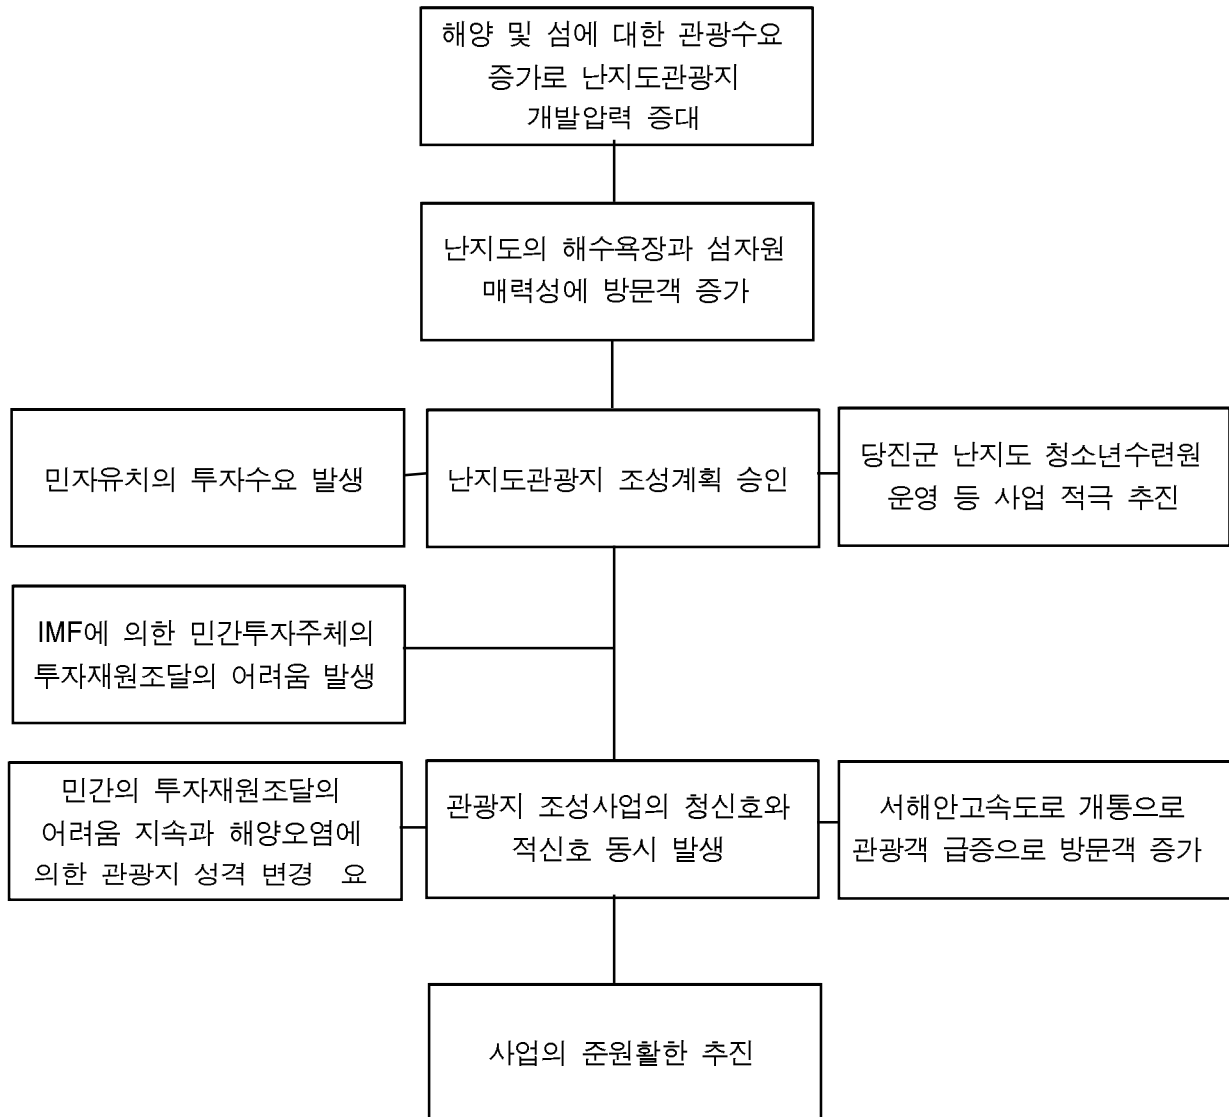 해양 및 섬에 대한 관광수요
증가로 난지도관광지
개발압력 증대
난지도의 해수욕장과 섬자원
매력성에 방문객 증가
민자유치의 투자수요 발생
난지도관광지 조성계획 승인
당진군 난지도 청소년수련원
운영 등 사업 적극 추진
IMF에 의한 민간투자주체의
투자재원조달의 어려움 발생
민간의 투자재원조달의
어려움 지속과 해양오염에
의한 관광지 성격 변경 요
관광지 조성사업의 청신호와
적신호 동시 발생
서해안고속도로 개통으로
관광객 급증으로 방문객 증가
사업의 준원활한 추진